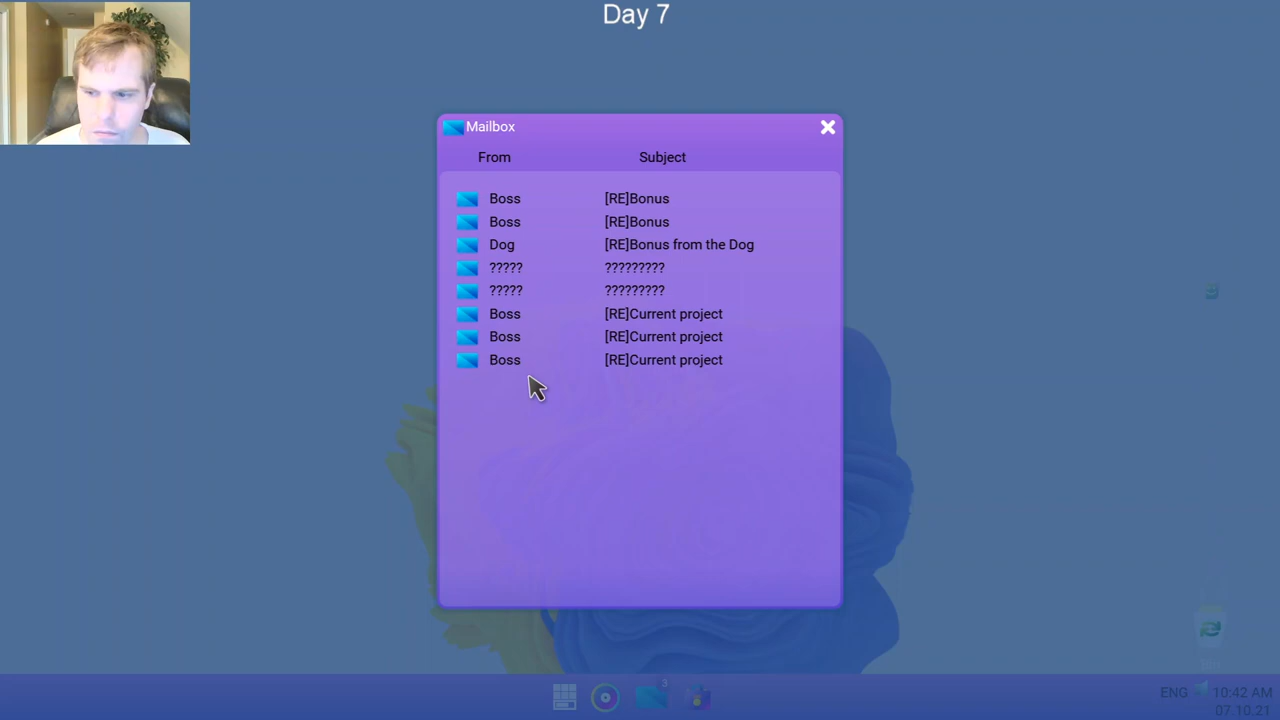 Day 7
Mailbox
From Subject
Boss [RE]Bonus
Boss [RE]Bonus
Dog [RE]Bonus from the Dog
????? ?????????
????? ?????????
Boss [RE]Current project
Boss [RE]Current project
Boss [RE]Current project
3
ENG 10:42 AM
07.10.21